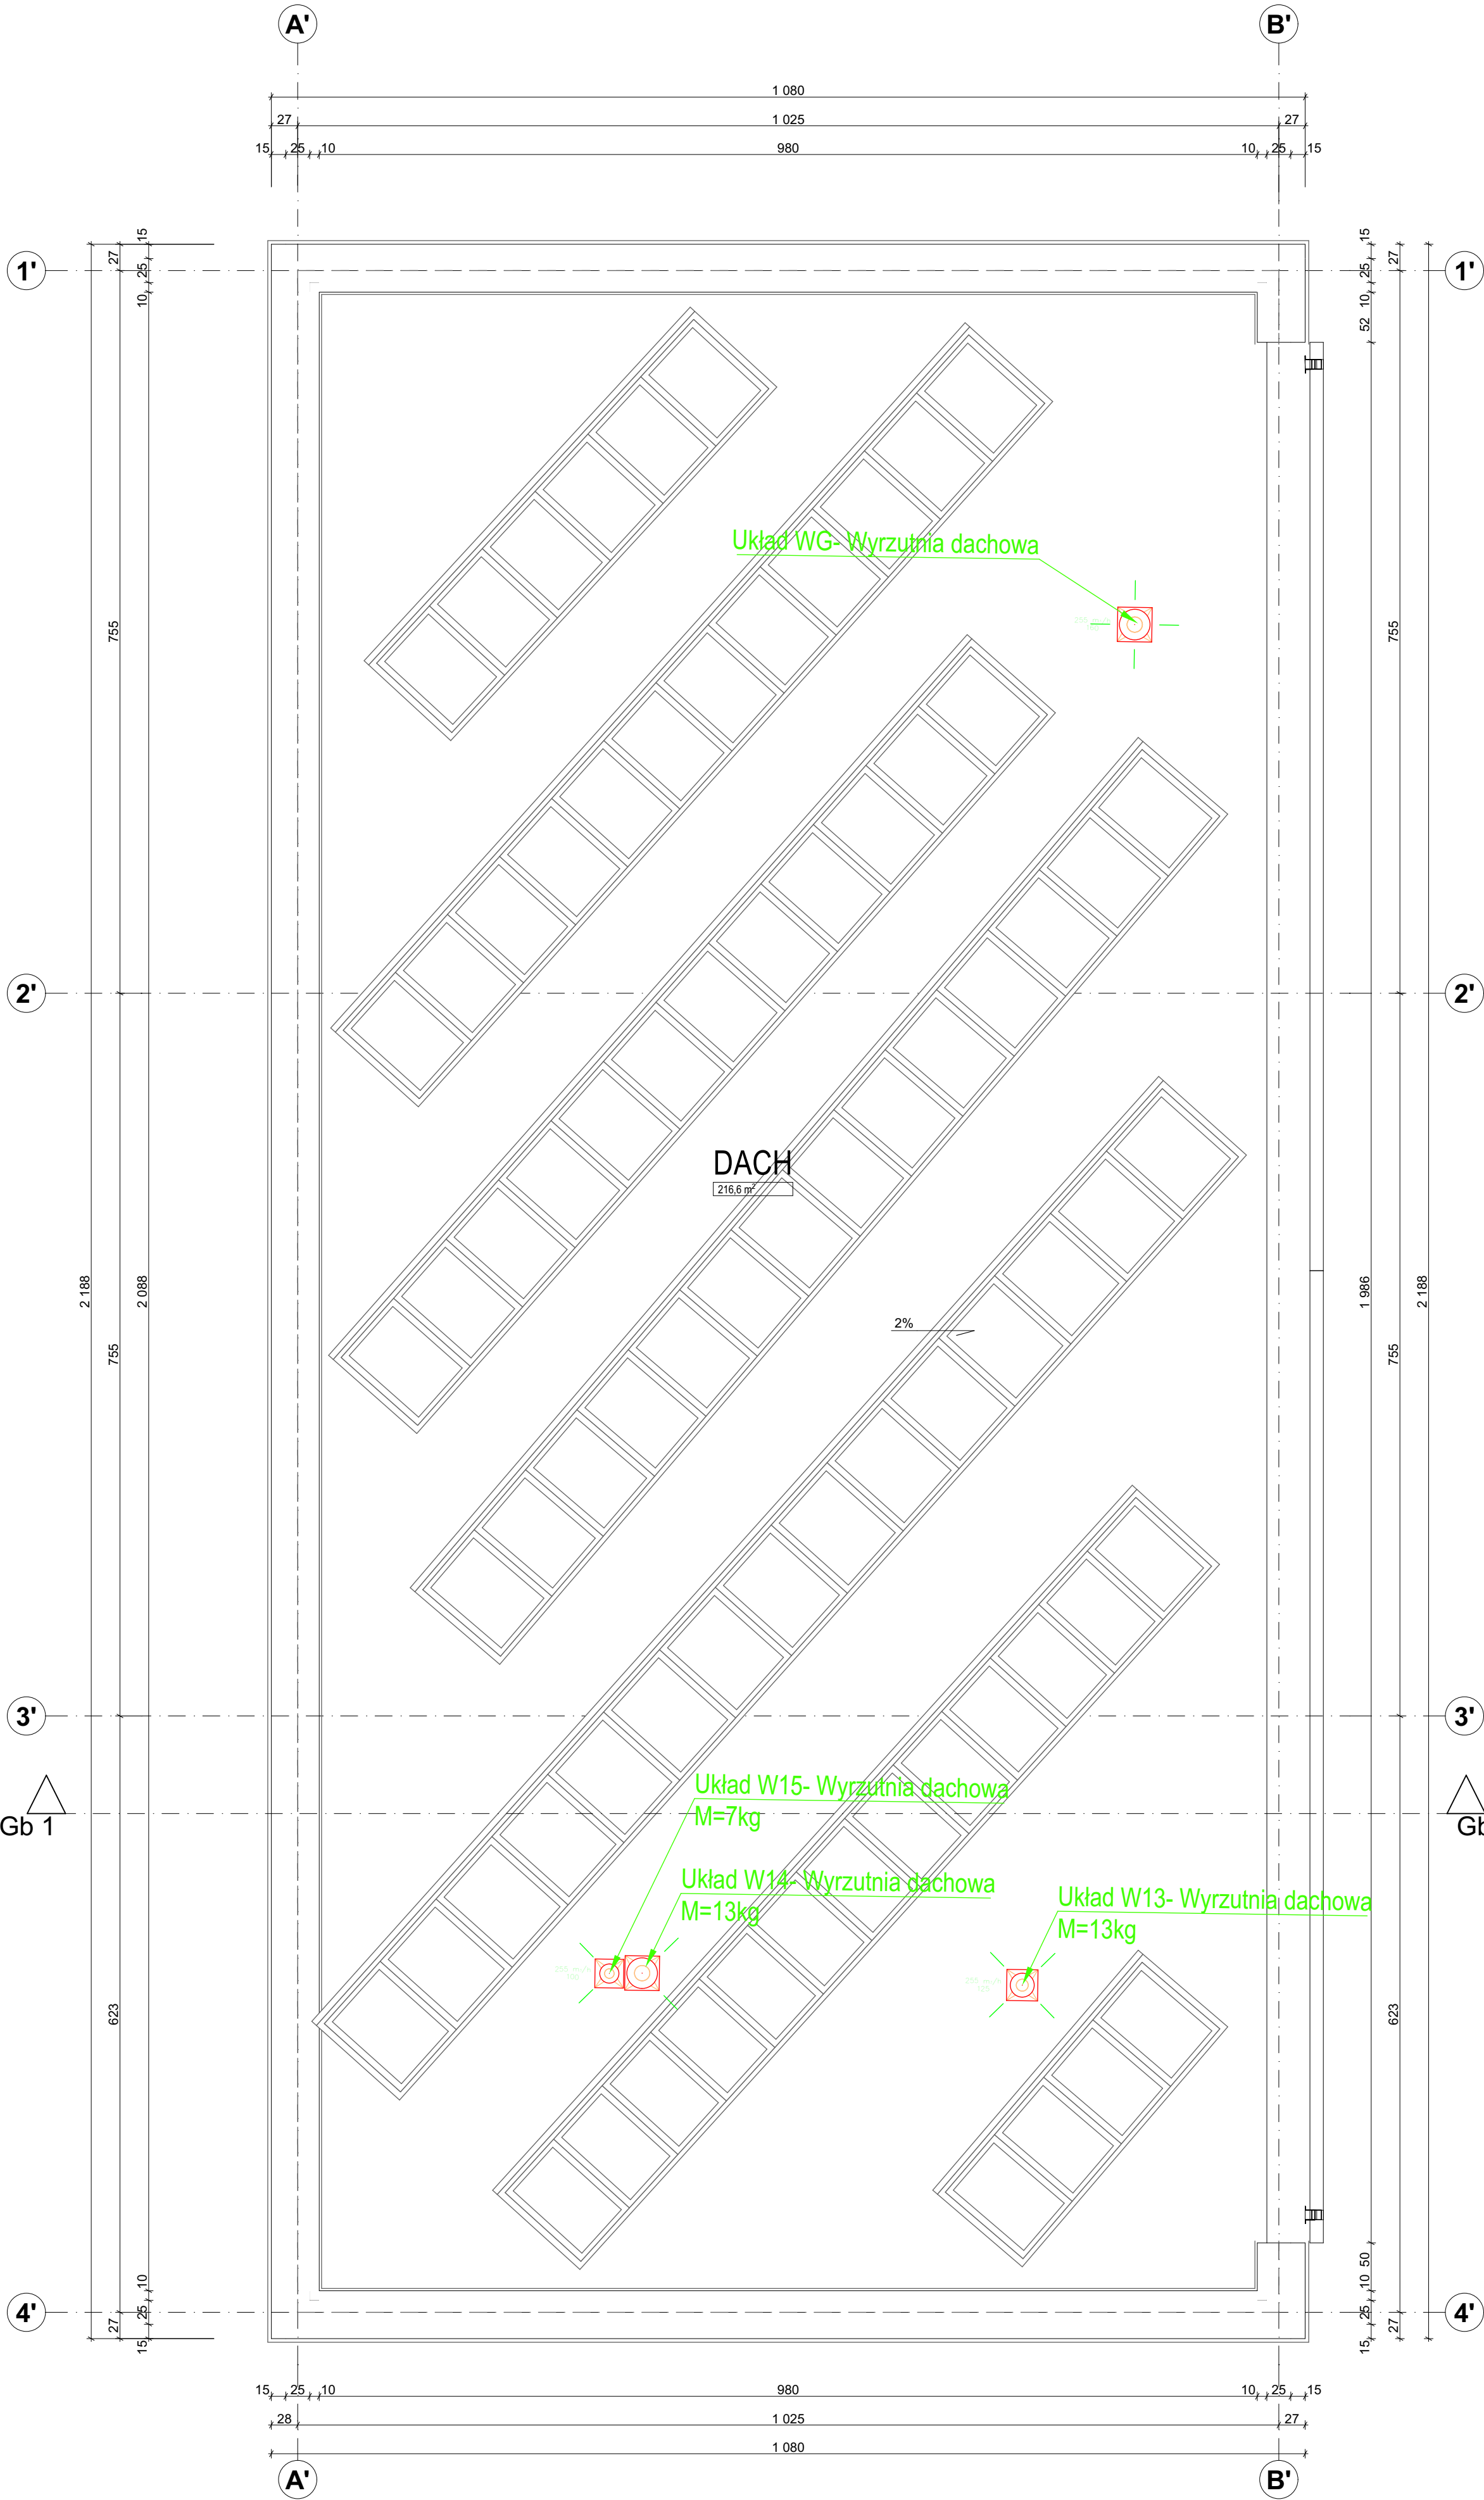 A' B'
1 080
27 1 025 27
15 25 10 980 10 25 15
15 27 25 10
15 27 25 10 52
1' 1'
Układ WG- Wyrzutnia dachowa
755 755
2' 2'
DACH
216,6 m²
2%
2 188 755 2 088
1 986 755 2 188
3' 3'
Układ W15- Wyrzutnia dachowa
M=7kg
Gb 1 Gb
Układ W14- Wyrzutnia dachowa
M=13kg
Układ W13- Wyrzutnia dachowa
M=13kg
623 623
10 25 27 15
50 10 25 27 15
4' 4'
15 25 10 980 10 25 15
28 1 025 27
1 080
A' B'